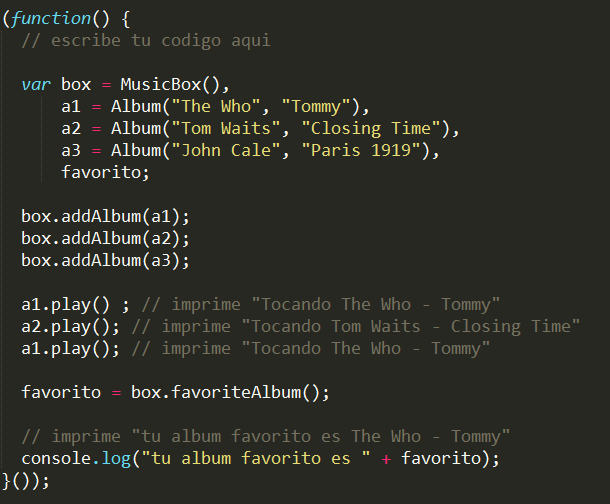 (function() {
// escribe tu codigo aqui
var box = MusicBox(),
a1 = Album("The Who", "Tommy"),
a2 = Album("Tom Waits", "Closing Time"),
a3 = Album("John Cale", "Paris 1919"),
favorito;
box.addAlbum(a1);
box.addAlbum(a2);
box.addAlbum(a3);
a1.play() ; // imprime "Tocando The Who - Tommy"
a2.play(); // imprime "Tocando Tom Waits - Closing Time"
a1.play(); // imprime "Tocando The Who - Tommy"
favorito = box.favoriteAlbum();
// imprime "tu album favorito es The Who - Tommy"
console.log("tu album favorito es " + favorito);
}());